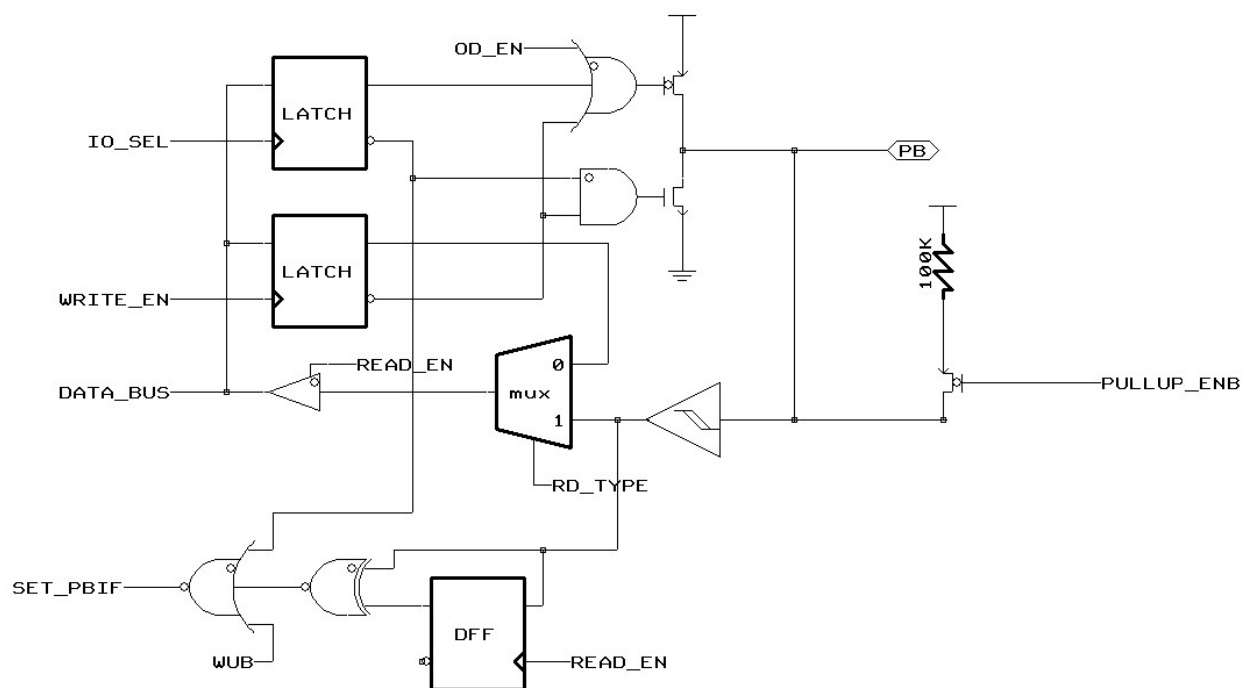 OD_EN
LATCH
IO_SEL
PB
LATCH
100K
WRITE_EN
READ_EN
0
DATA_BUS
mux
PULLUP_ENB
1
RD_TYPE
SET_PBIF
DFF
WUB
READ_EN